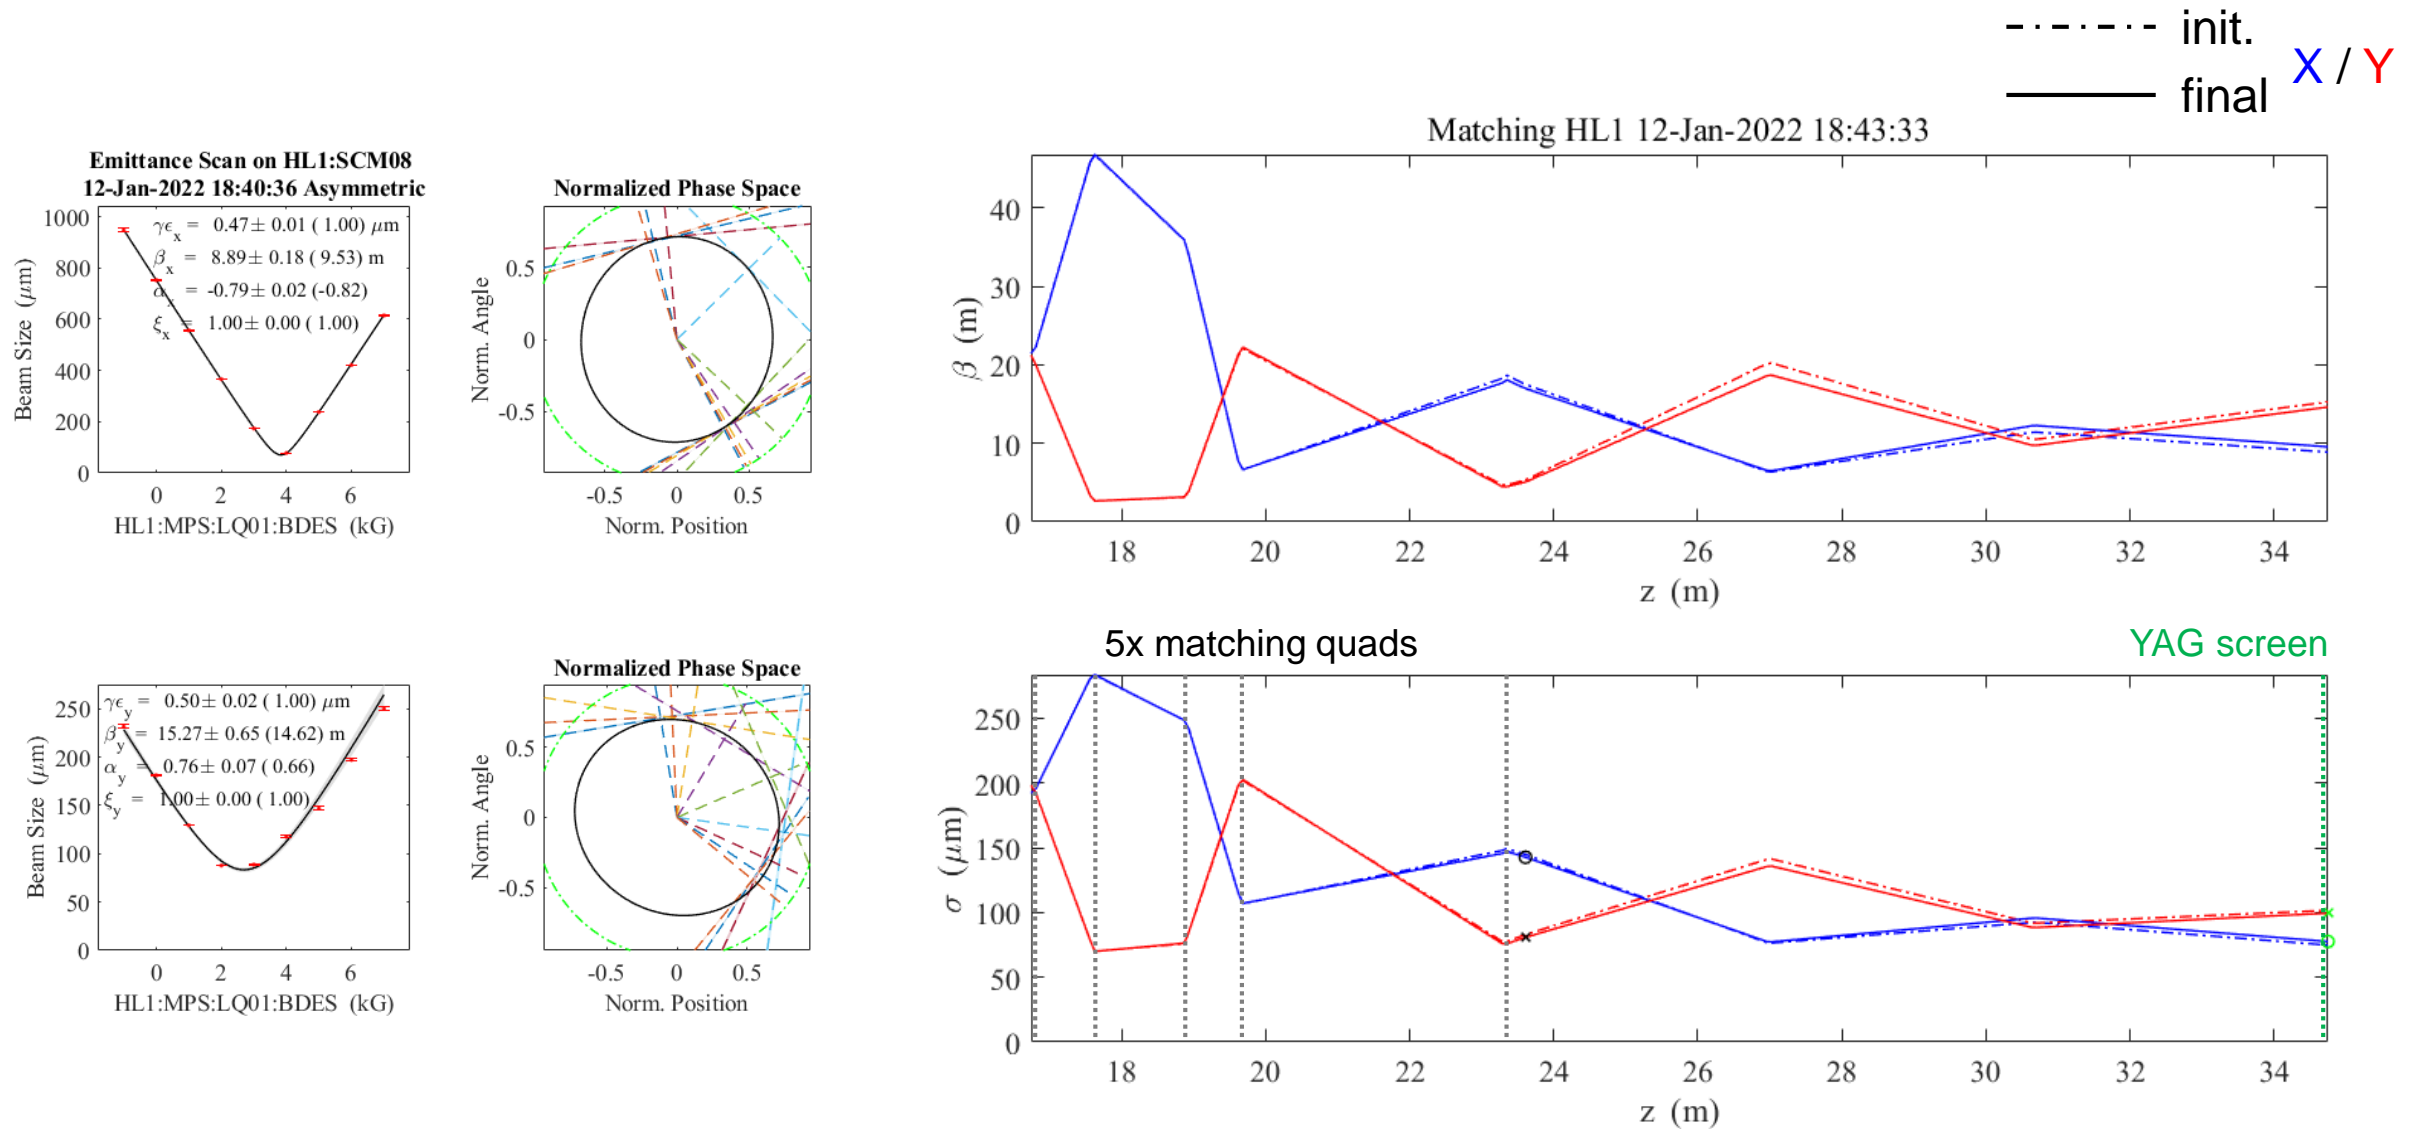 init.
X / Y
final
Emittance Scan on HL1:SCM08
12-Jan-2022 18:40:36 Asymmetric
γϵx = 0.47± 0.01 ( 1.00) μm
βx = 8.89± 0.18 ( 9.53) m
αx = -0.79± 0.02 (-0.82)
ξx = 1.00± 0.00 ( 1.00)
Beam Size (μm)
1000
800
600
400
200
0
0 2 4 6
HL1:MPS:LQ01:BDES (kG)
Normalized Phase Space
Norm. Angle
0.5
0
-0.5
-0.5 0 0.5
Norm. Position
Matching HL1 12-Jan-2022 18:43:33
β (m)
40
30
20
10
0
18 20 22 24 26 28 30 32 34
z (m)
γϵy = 0.50± 0.02 ( 1.00) μm
βy = 15.27± 0.65 (14.62) m
αy = 0.76± 0.07 ( 0.66)
ξy = 1.00± 0.00 ( 1.00)
Beam Size (μm)
250
200
150
100
50
0
0 2 4 6
HL1:MPS:LQ01:BDES (kG)
Normalized Phase Space
Norm. Angle
0.5
0
-0.5
-0.5 0 0.5
Norm. Position
5x matching quads
YAG screen
σ (μm)
250
200
150
100
50
0
18 20 22 24 26 28 30 32 34
z (m)